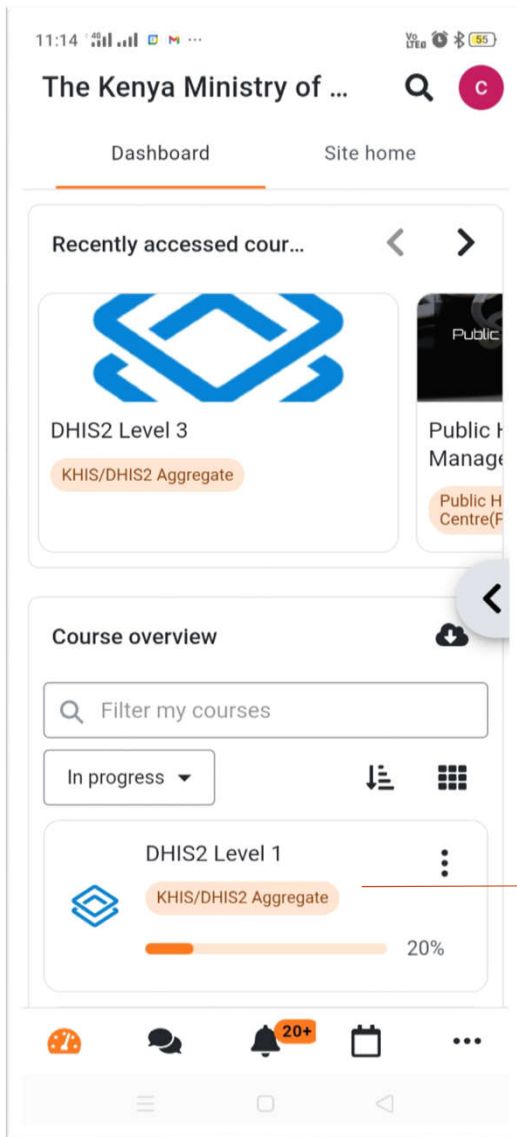 11:14
VoLTE 55
The Kenya Ministry of ...
C
Dashboard Site home
Recently accessed cour...
Public
DHIS2 Level 3
KHIS/DHIS2 Aggregate
Public H
Manage
Public H
Centre(P
Course overview
Filter my courses
In progress
DHIS2 Level 1
KHIS/DHIS2 Aggregate
20%
20+